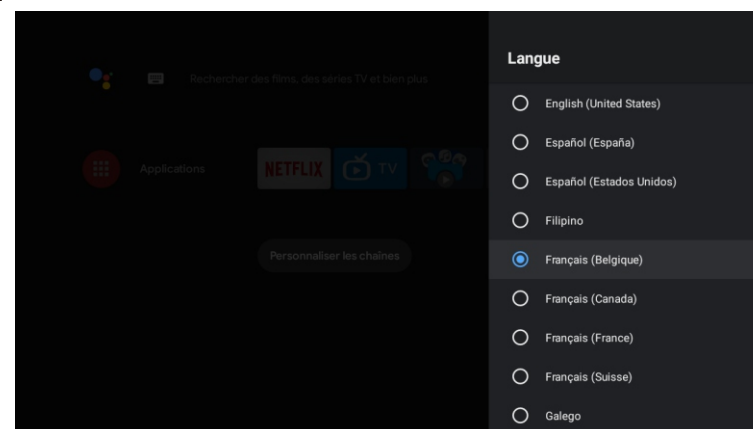 Rechercher des films, des séries TV et bien plus
Applications
NETFLIX
TV
Personnaliser les chaînes
Langue
English (United States)
Español (España)
Español (Estados Unidos)
Filipino
Français (Belgique)
Français (Canada)
Français (France)
Français (Suisse)
Galego